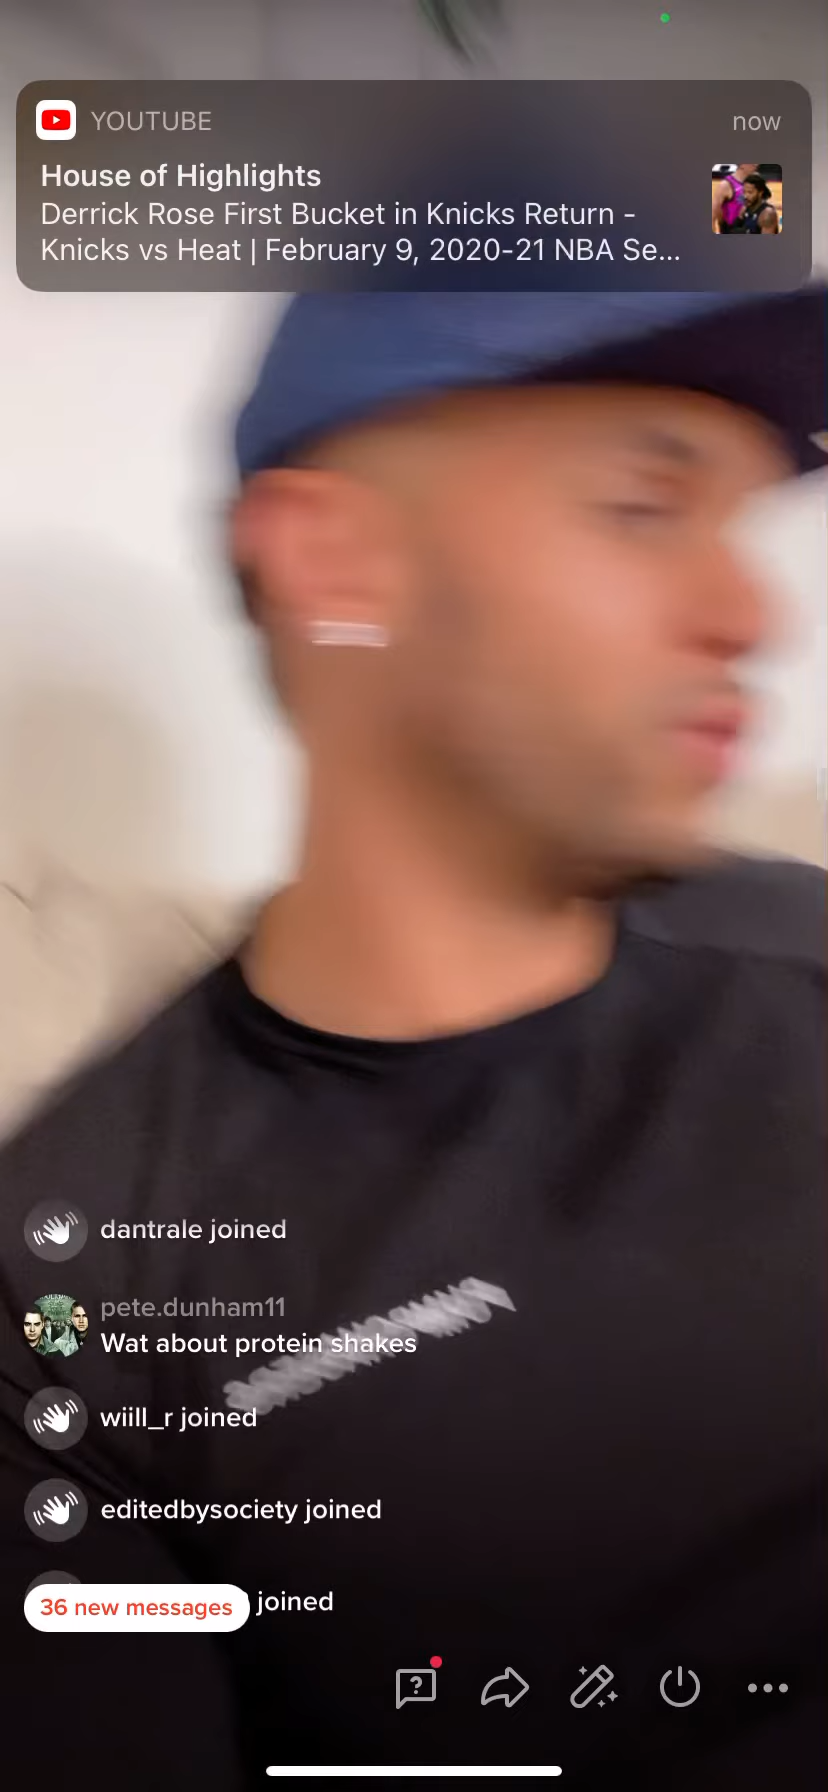 YOUTUBE now
House of Highlights
Derrick Rose First Bucket in Knicks Return -
Knicks vs Heat | February 9, 2020-21 NBA Se...
dantrale joined
pete.dunham11
Wat about protein shakes
wiill_r joined
editedbysociety joined
36 new messages joined